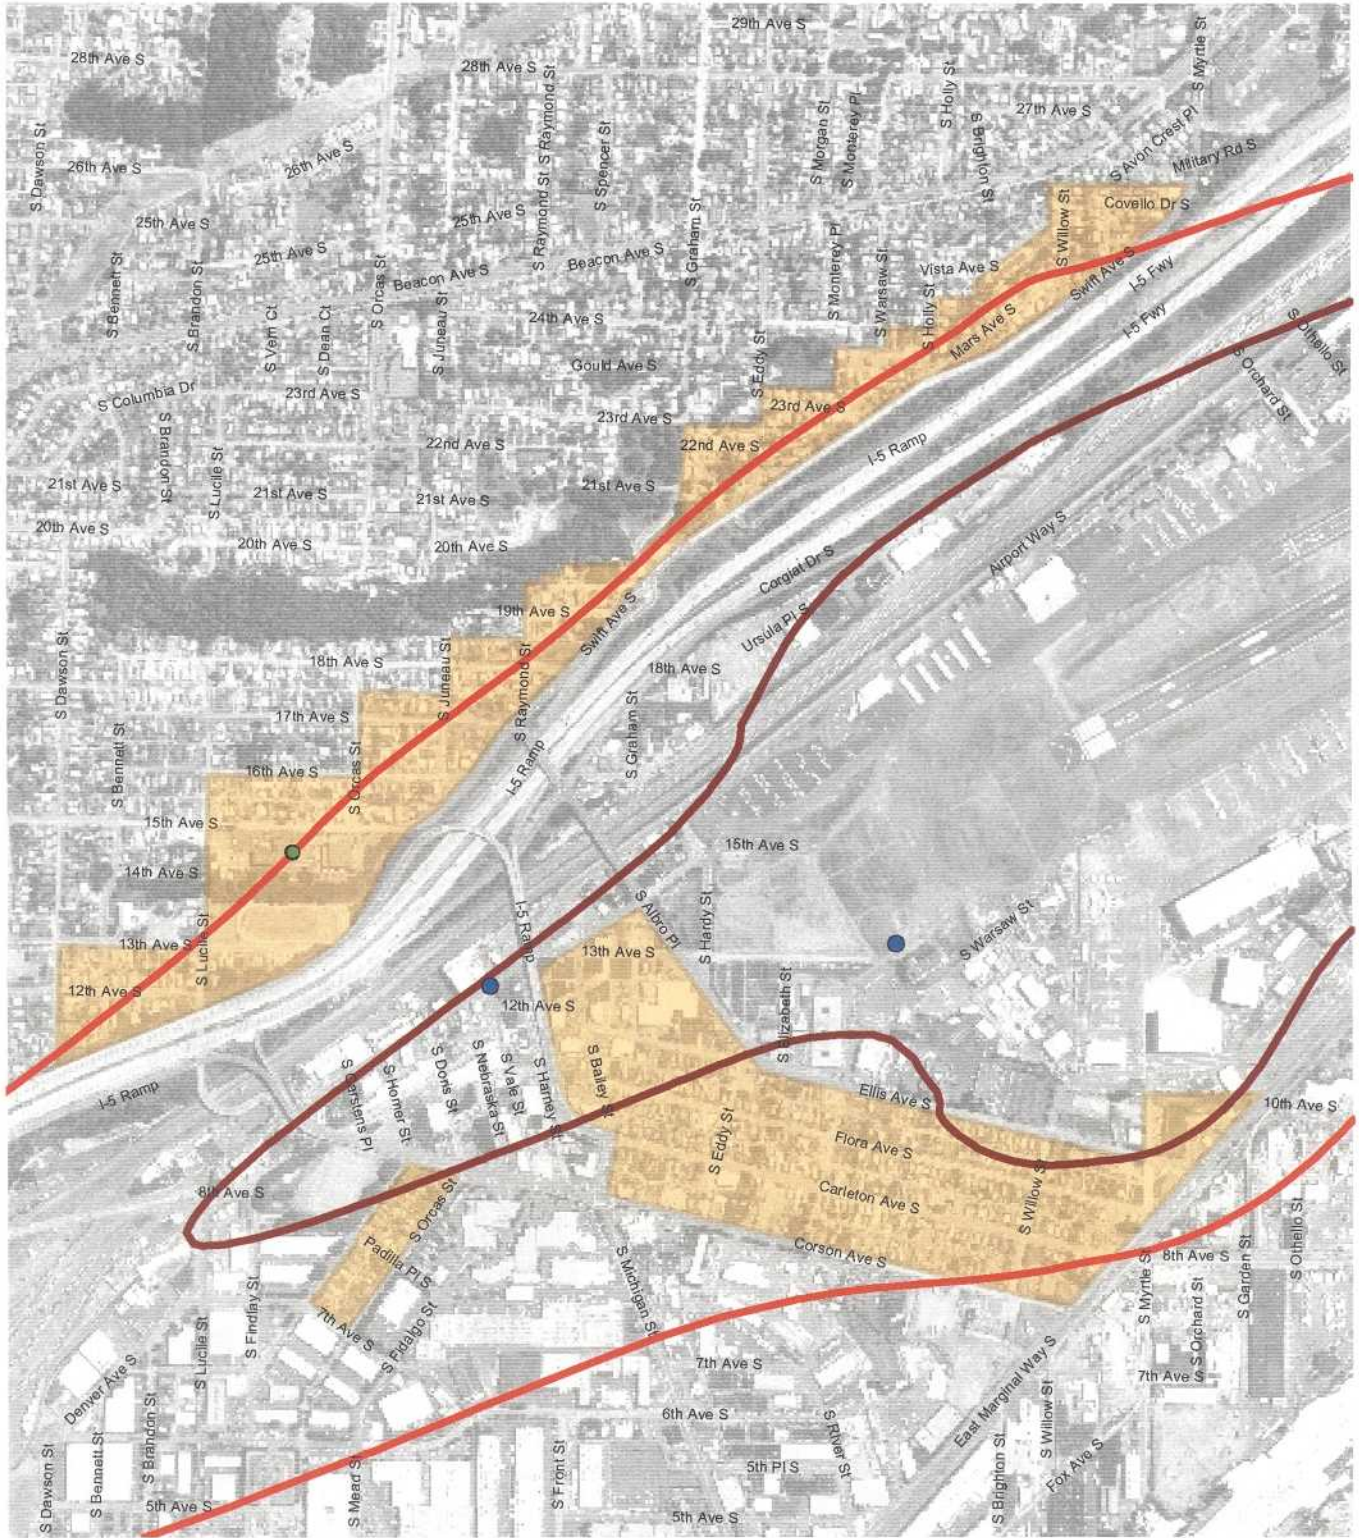 29th Ave S
28th Ave S
28th Ave S
S Myrtle St
S Holly St
27th Ave S
S Raymond St
S Morgan St
S Monterey Pl
S Brighton St
S Avon Crest Pl
Military Rd S
S Dawson St
26th Ave S
26th Ave S
S Spencer St
S Raymond St
25th Ave S
25th Ave S
25th Ave S
S Graham St
Beacon Ave S
Beacon Ave S
S Monterey Pl
S Warsaw St
Vista Ave S
S Willow St
Covello Dr S
Swift Ave S
I-5 Fwy
I-5 Fwy
S Bennett St
S Brandon St
S Vern Ct
S Dean Ct
S Orcas St
S Juneau St
24th Ave S
S Holly St
Mars Ave S
S Othello St
S Orchard St
Gould Ave S
S Eddy St
S Columbia Dr
23rd Ave S
23rd Ave S
23rd Ave S
S Brandon St
S Lucile St
22nd Ave S
22nd Ave S
I-5 Ramp
21st Ave S
21st Ave S
21st Ave S
21st Ave S
20th Ave S
20th Ave S
20th Ave S
Airport Way S
Corgiat Dr S
19th Ave S
Swift Ave S
Ursula Pl S
S Dawson St
18th Ave S
S Juneau St
S Raymond St
18th Ave S
17th Ave S
S Graham St
S Bennett St
16th Ave S
S Orcas St
I-5 Ramp
15th Ave S
15th Ave S
14th Ave S
S Albro Pl
S Hardy St
I-5 Ramp
13th Ave S
S Lucile St
13th Ave S
S Warsaw St
12th Ave S
12th Ave S
S Elizabeth St
I-5 Ramp
S Gerstens Pl
S Homer St
S Doris St
S Nebraska St
S Vale St
S Harney St
S Bailey St
S Eddy St
Ellis Ave S
10th Ave S
Flora Ave S
8th Ave S
Carleton Ave S
S Willow St
S Orcas St
Padilla Pl S
Corson Ave S
8th Ave S
S Othello St
S Garden St
S Myrtle St
S Orchard St
S Michigan St
S Findlay St
7th Ave S
S Fidalgo St
S Lucile St
7th Ave S
7th Ave S
Denver Ave S
East Marginal Way S
6th Ave S
S River St
S Willow St
S Dawson St
S Bennett St
S Brandon St
S Mead St
S Front St
5th Pl S
S Brighton St
Fox Ave S
5th Ave S
5th Ave S